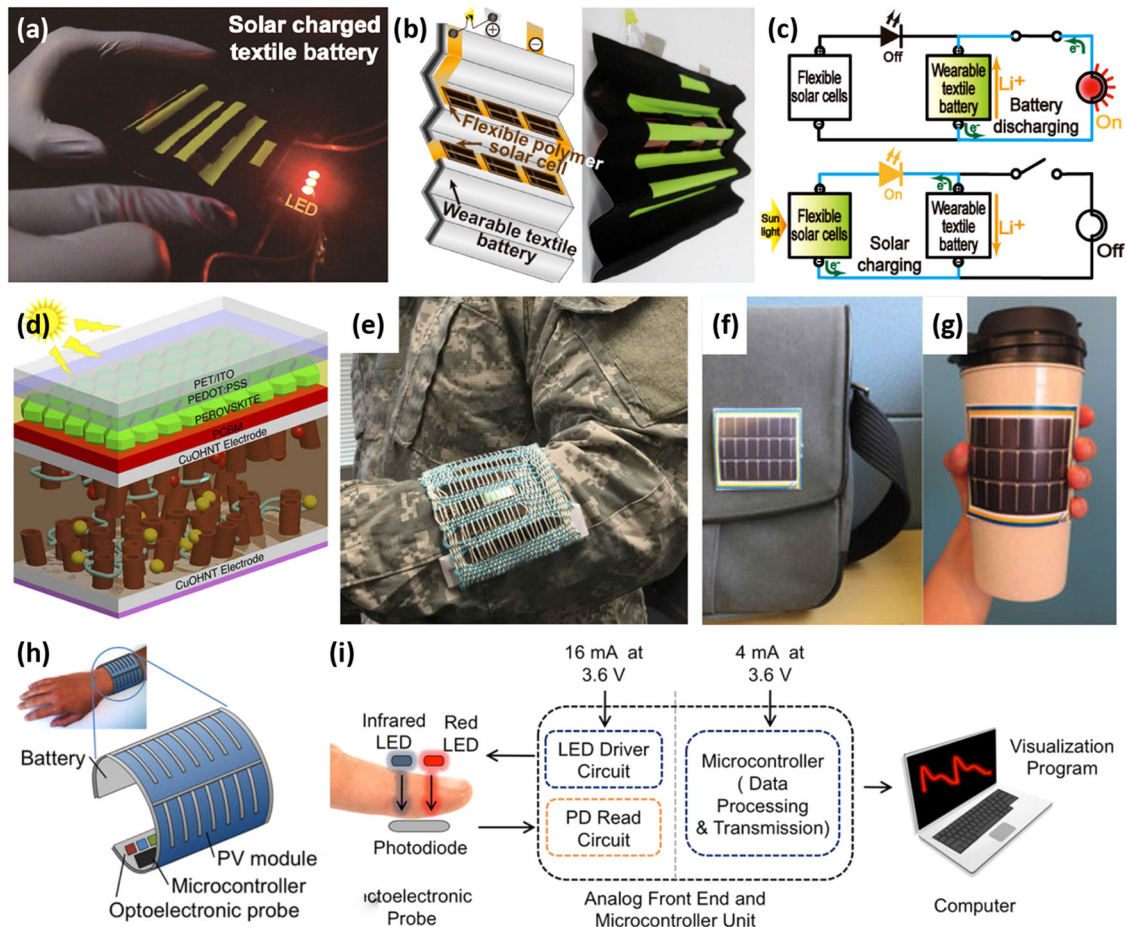 (a)
Solar charged
textile battery
LED
(b)
+
−
Flexible polymer
solar cell
Wearable textile
battery
(c)
Off
Flexible
solar cells
Wearable
textile
battery
Li+
e-
e-
Battery
discharging
On
On
e-
Sun
light
Flexible
solar cells
Wearable
textile
battery
Li+
e-
Solar
charging
Off
(d)
PET/ITO
PEDOT:PSS
PEROVSKITE
PCBM
CuOHNT Electrode
CuOHNT Electrode
(e)
(f)
(g)
(h)
Battery
PV module
Microcontroller
Optoelectronic probe
(i)
16 mA at
3.6 V
4 mA at
3.6 V
Infrared
LED
Red
LED
Photodiode
ctoelectronic
Probe
LED Driver
Circuit
PD Read
Circuit
Microcontroller
( Data
Processing
& Transmission)
Analog Front End and
Microcontroller Unit
Visualization
Program
Computer